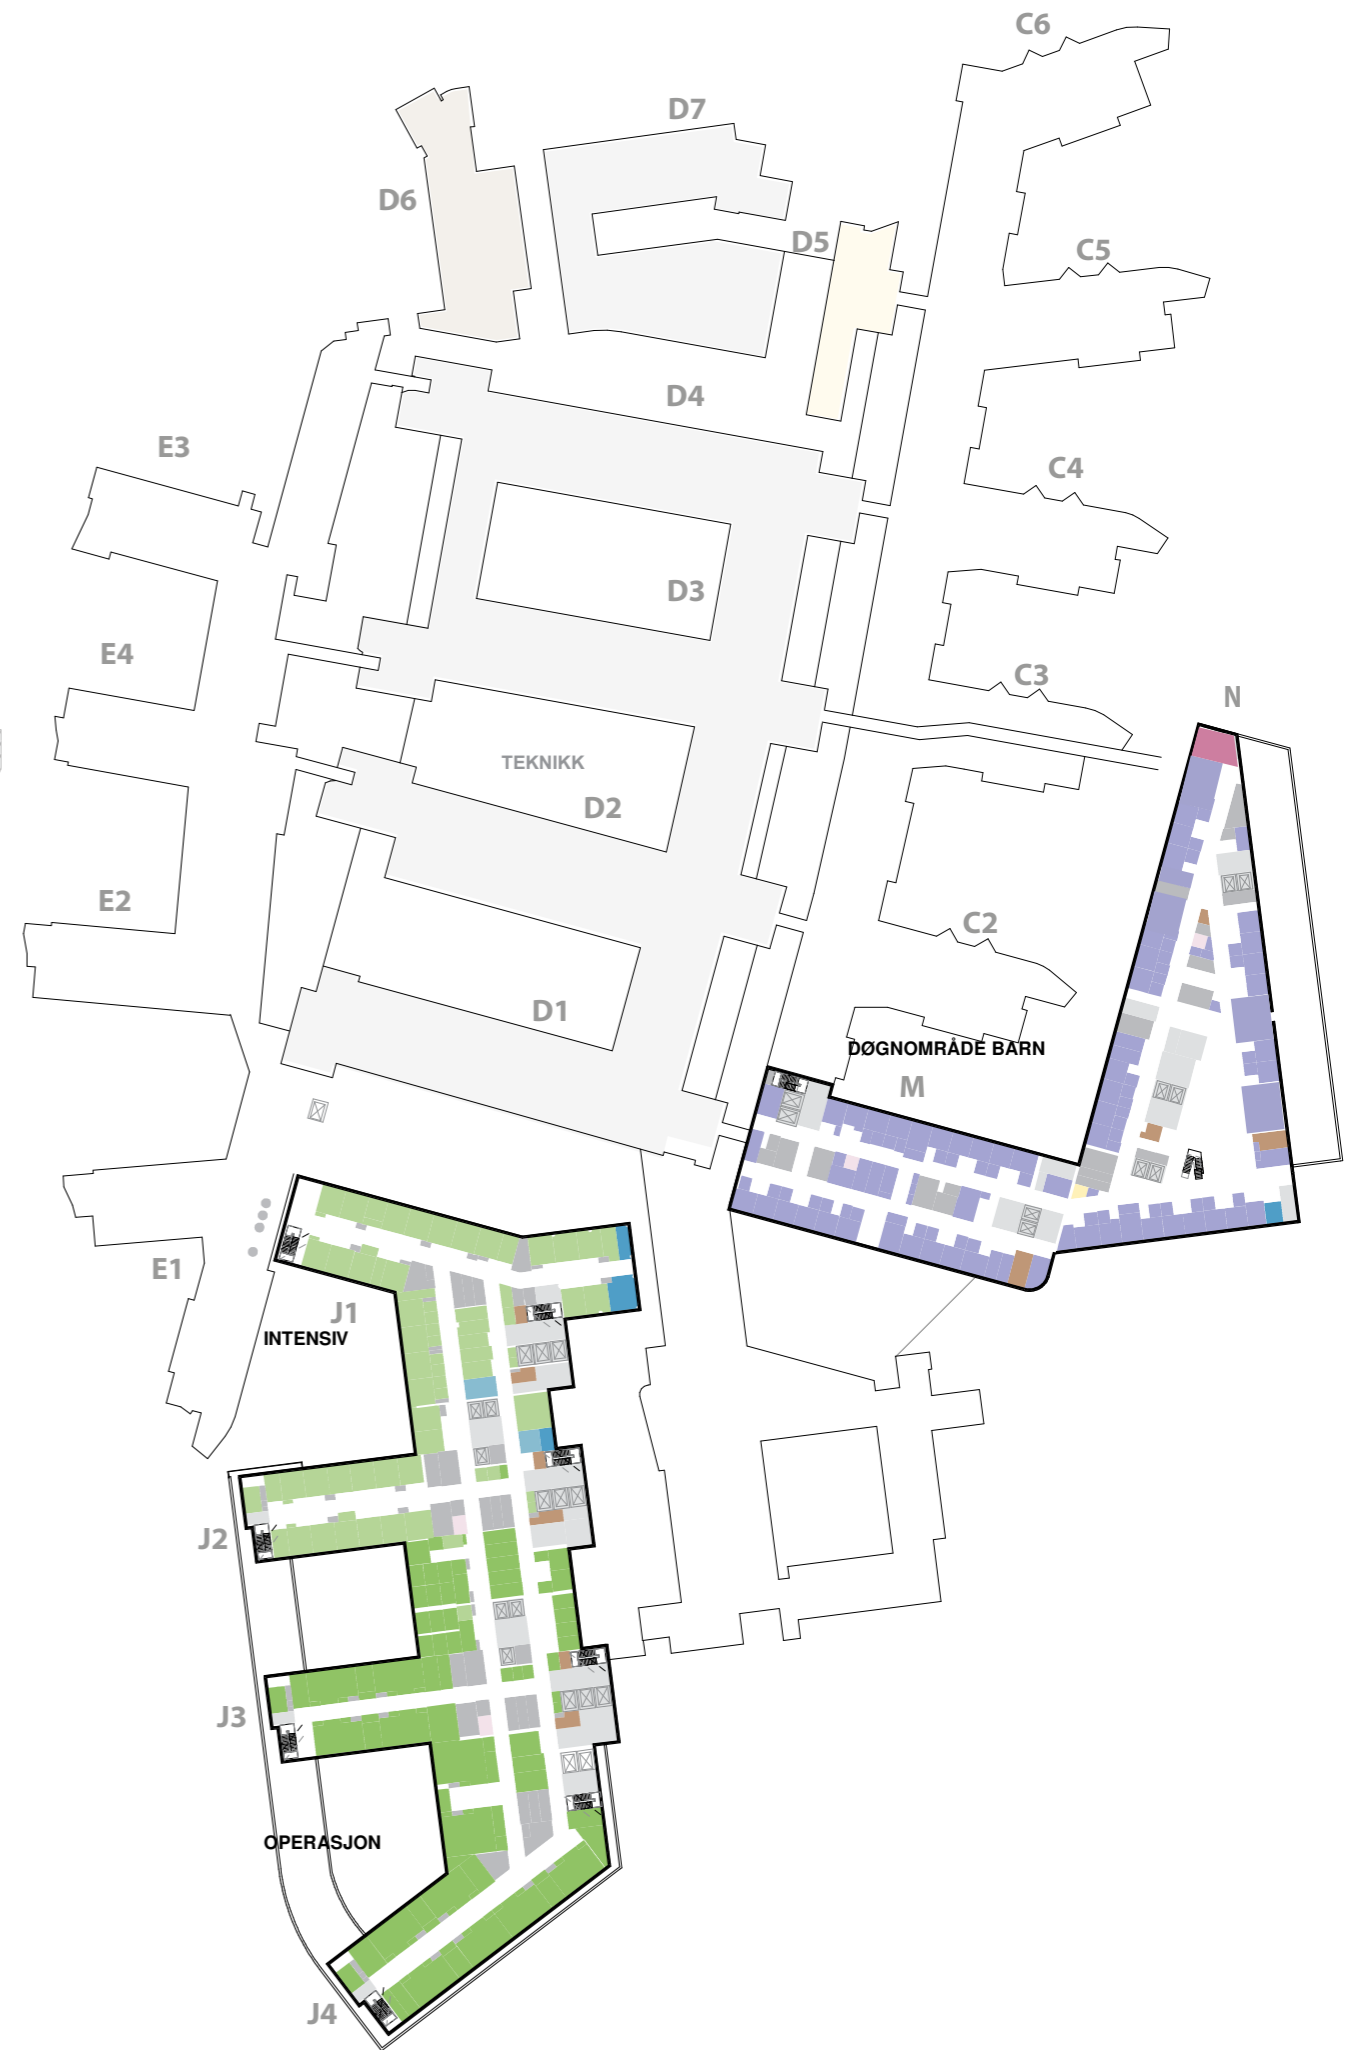 C6
D7
D6
D5
C5
D4
E3
C4
D3
E4
C3
N
TEKNIKK
D2
E2
C2
D1
DØGNOMRÅDE BARN
M
E1
J1
INTENSIV
J2
J3
OPERASJON
J4